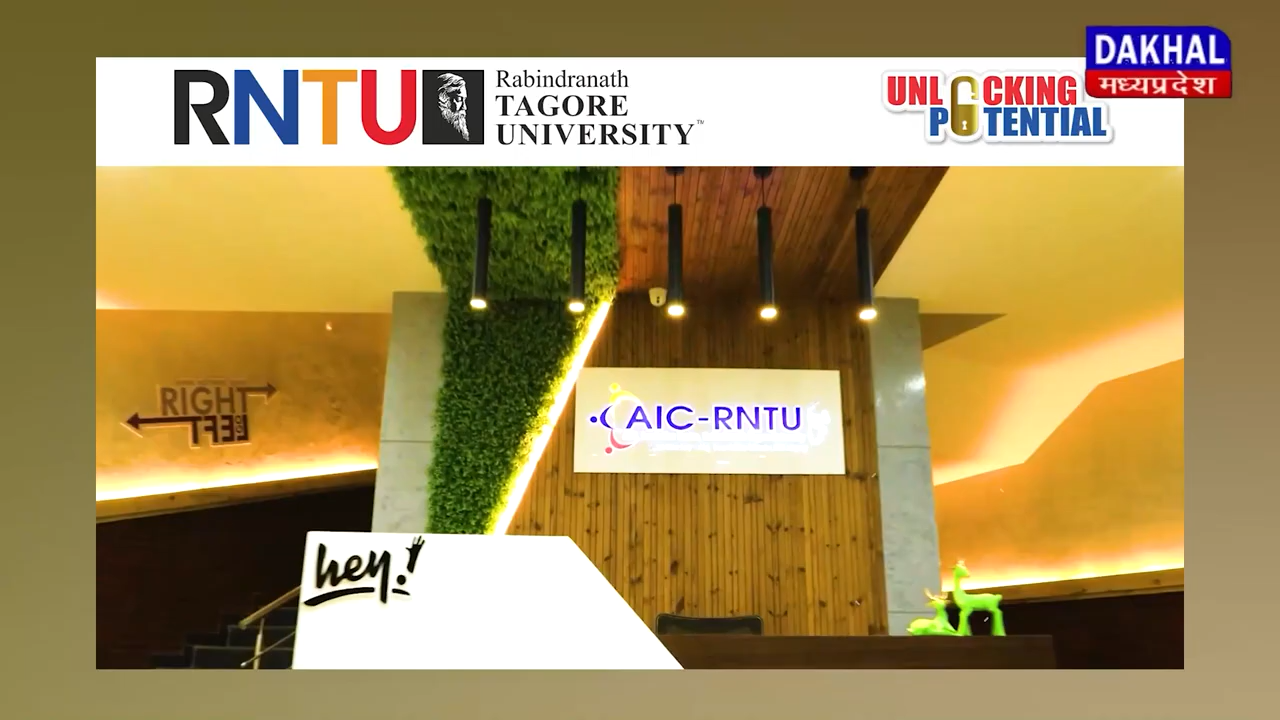 RNTU
Rabindranath
TAGORE
UNIVERSITY™
UNLOCKING
POTENTIAL
DAKHAL
मध्यप्रदेश
RIGHT
LEFT
AIC-RNTU
hey!